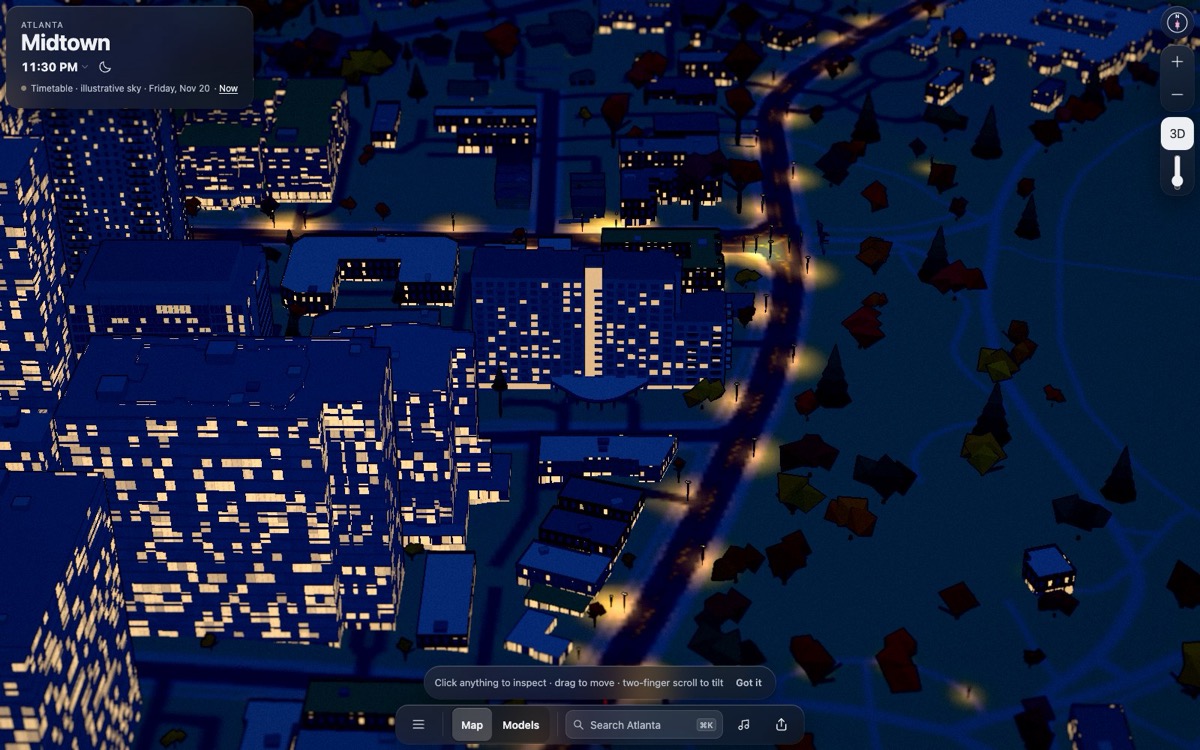 ATLANTA
Midtown
11:30 PM
Timetable · illustrative sky · Friday, Nov 20 · Now
N
+
−
3D
Click anything to inspect · drag to move · two-finger scroll to tilt Got it
Map Models Search Atlanta ⌘K